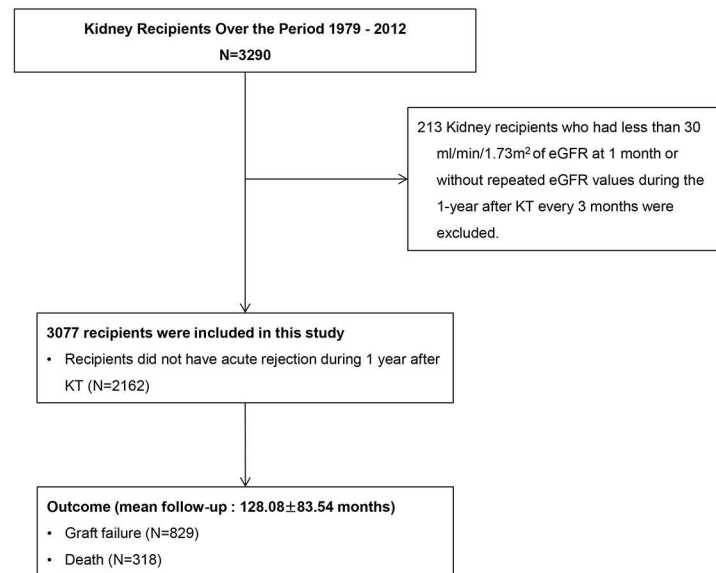 Kidney Recipients Over the Period 1979 - 2012
N=3290
213 Kidney recipients who had less than 30
ml/min/1.73m² of eGFR at 1 month or
without repeated eGFR values during the
1-year after KT every 3 months were
excluded.
3077 recipients were included in this study
• Recipients did not have acute rejection during 1 year after
KT (N=2162)
Outcome (mean follow-up : 128.08±83.54 months)
• Graft failure (N=829)
• Death (N=318)